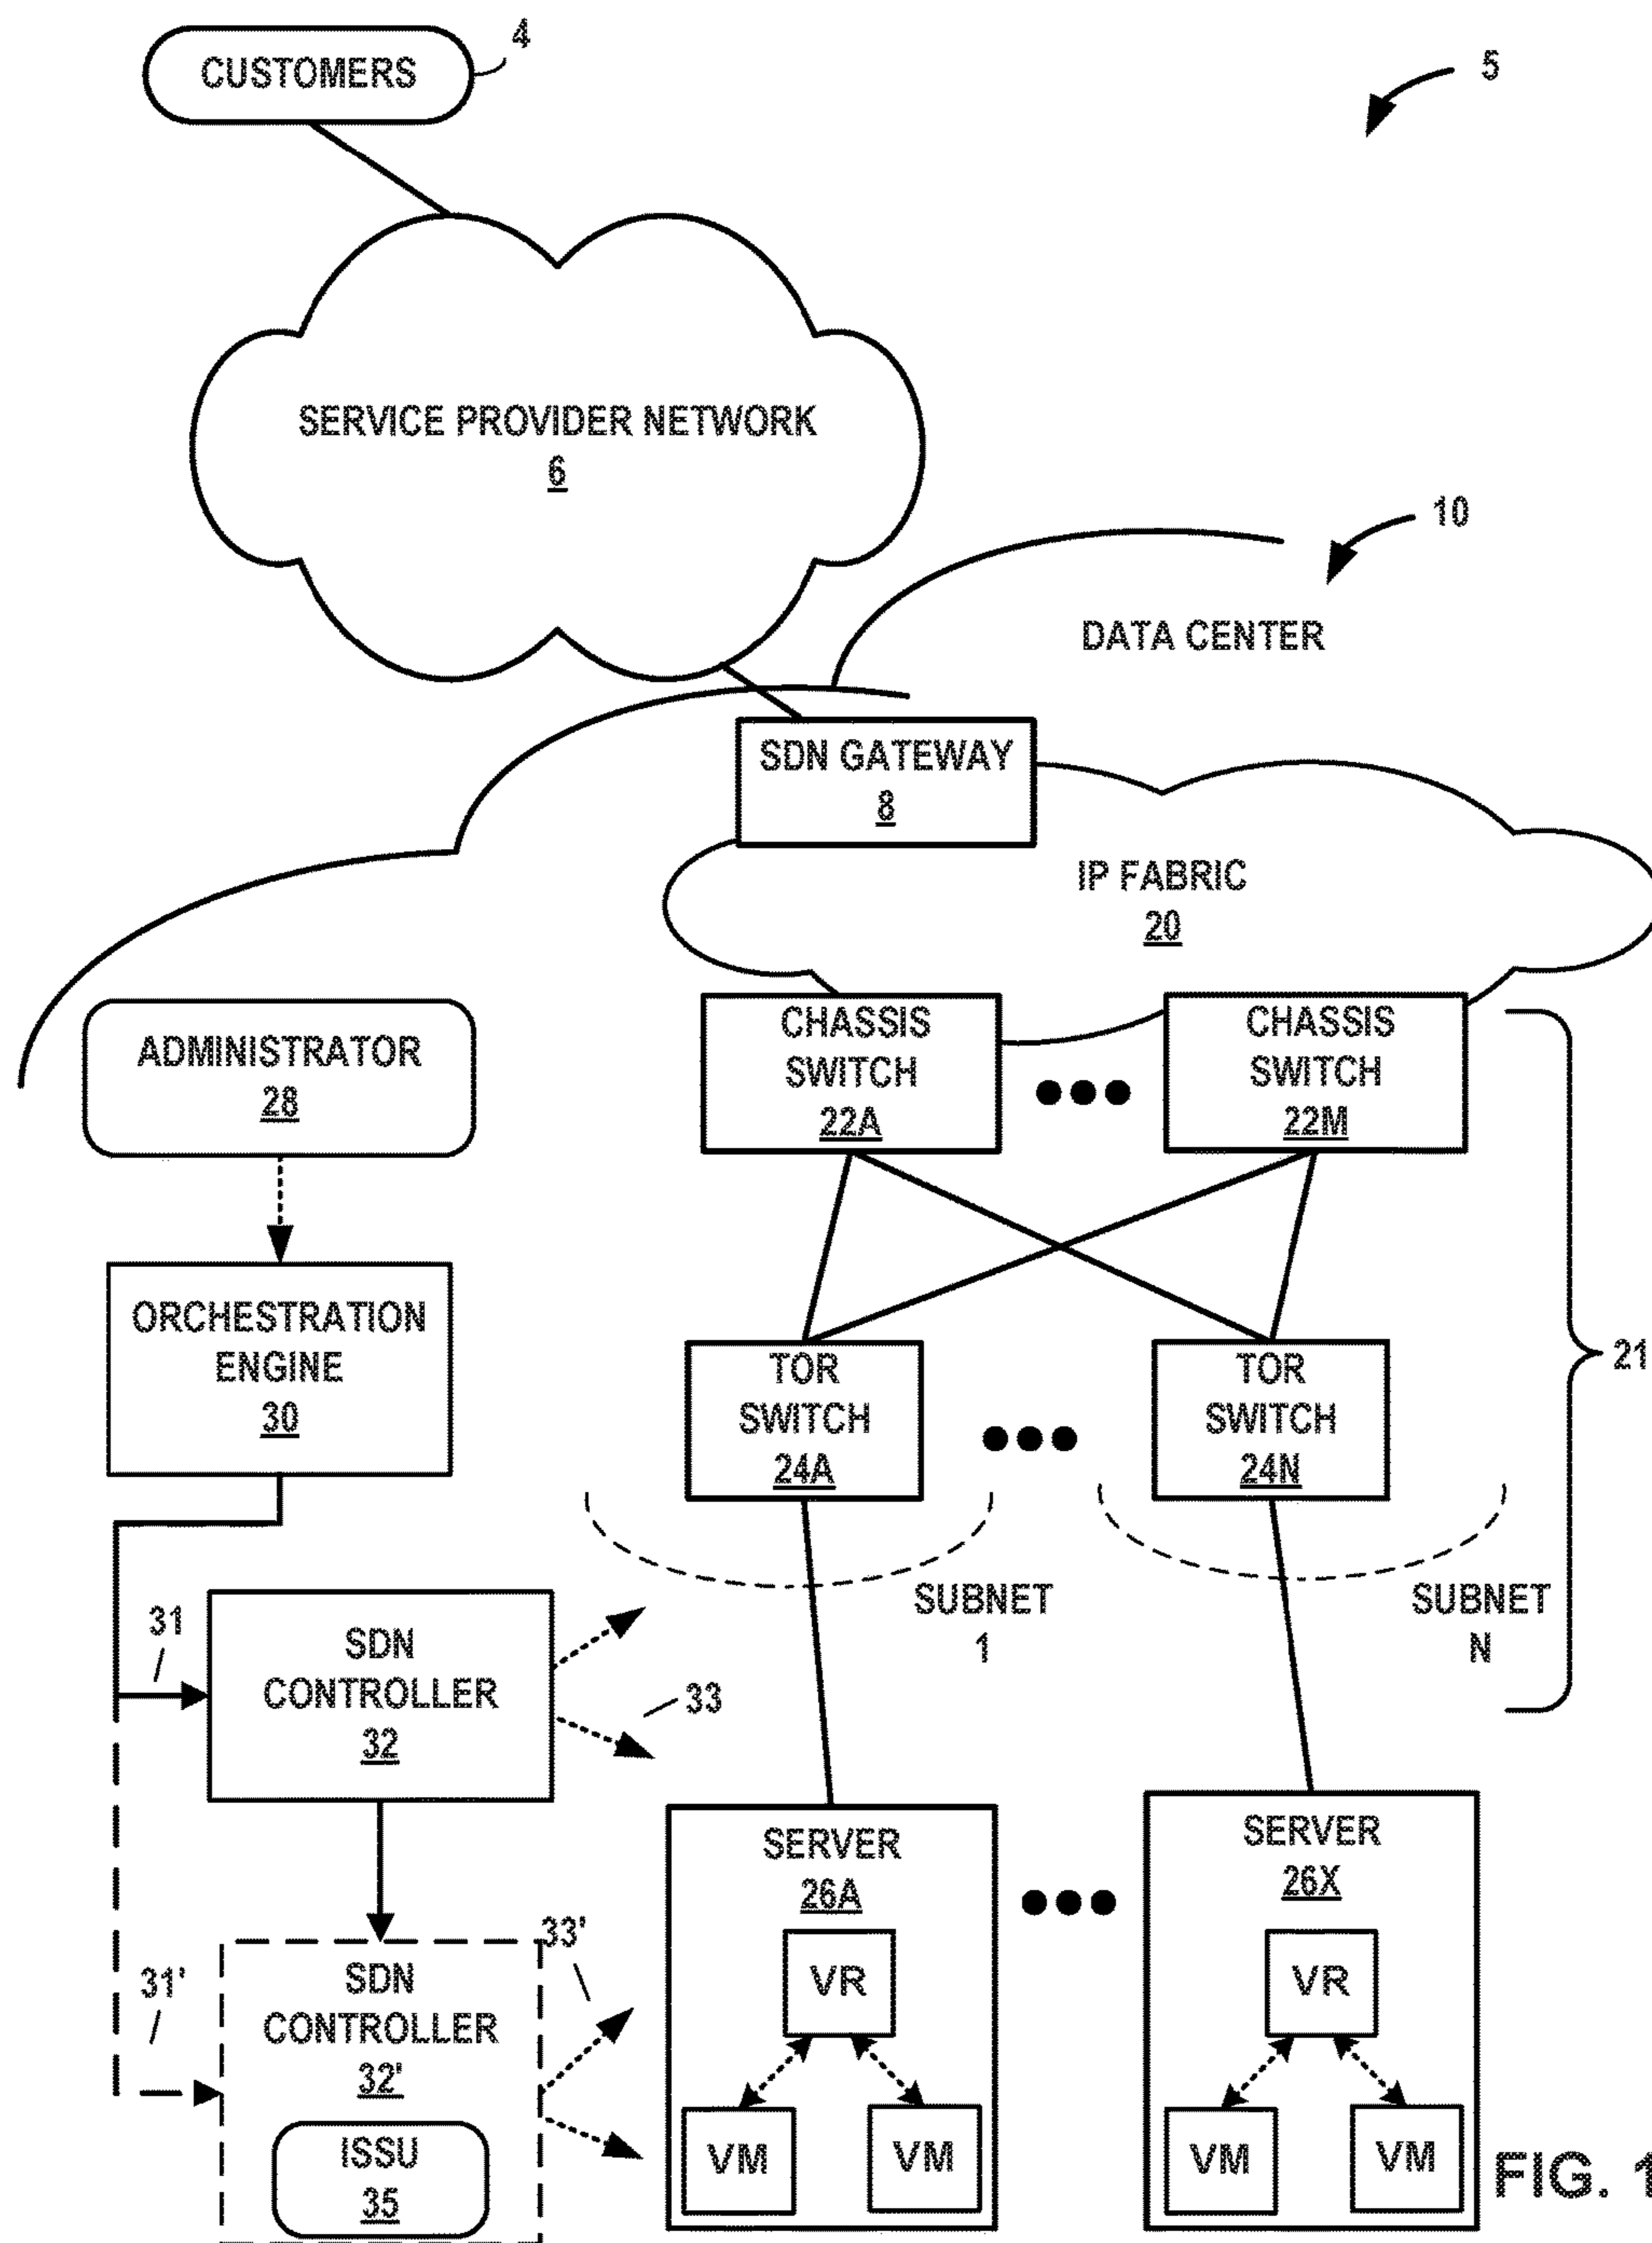 CUSTOMERS
4
5
SERVICE PROVIDER NETWORK
6
10
DATA CENTER
SDN GATEWAY
8
IP FABRIC
20
ADMINISTRATOR
28
CHASSIS
SWITCH
22A
CHASSIS
SWITCH
22M
ORCHESTRATION
ENGINE
30
TOR
SWITCH
24A
TOR
SWITCH
24N
21
SUBNET
1
SUBNET
N
31
SDN
CONTROLLER
32
33
SERVER
26A
VR
VM
VM
SERVER
26X
VR
VM
VM
31'
SDN
CONTROLLER
32'
33'
ISSU
35
FIG. 1